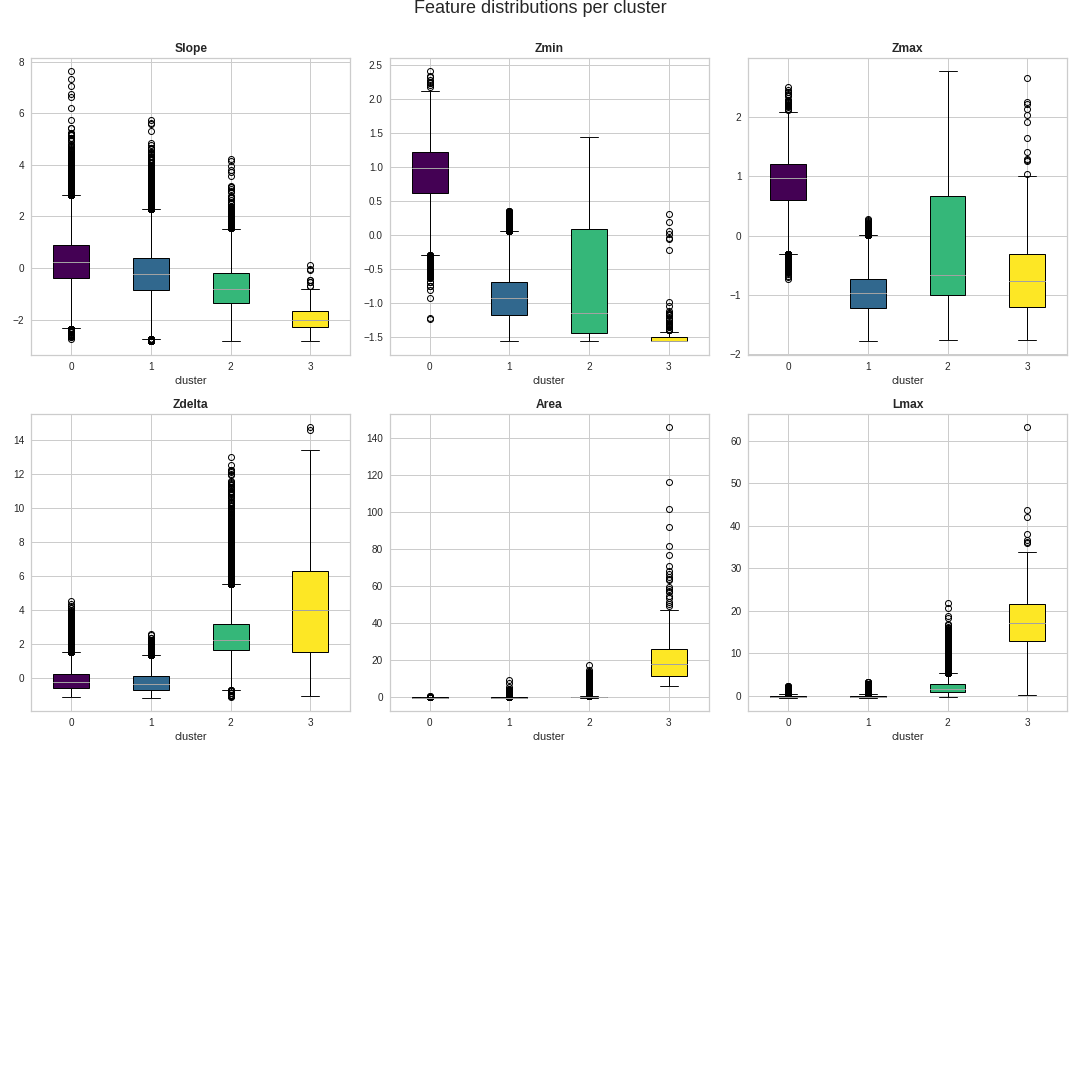 Feature distributions per cluster
Slope
8
6
4
2
0
−2
0 1 2 3
cluster
Zmin
2.5
2.0
1.5
1.0
0.5
0.0
−0.5
−1.0
−1.5
0 1 2 3
cluster
Zmax
2
1
0
−1
−2
0 1 2 3
cluster
Zdelta
14
12
10
8
6
4
2
0
0 1 2 3
cluster
Area
140
120
100
80
60
40
20
0
0 1 2 3
cluster
Lmax
60
50
40
30
20
10
0
0 1 2 3
cluster